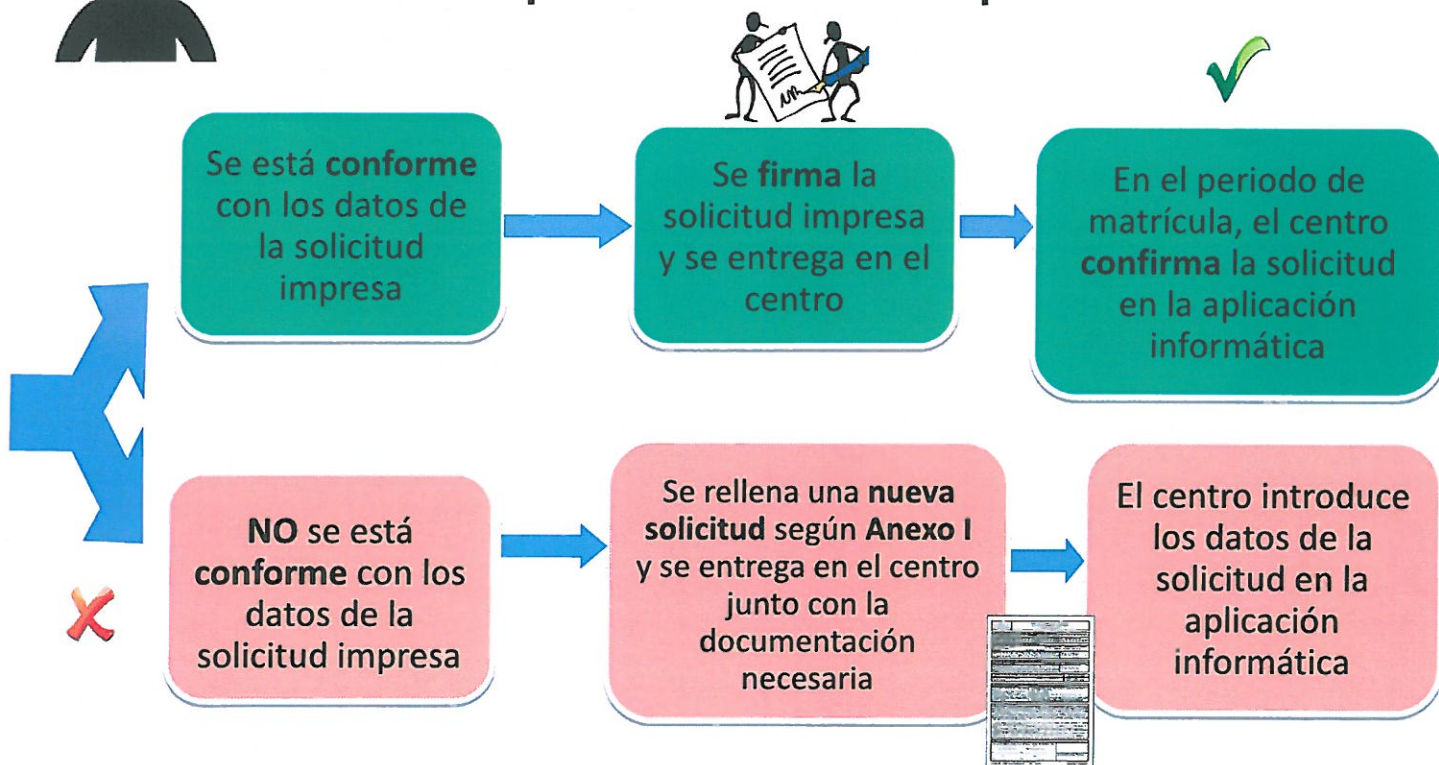 Se está conforme
con los datos de
la solicitud
impresa
Se firma la
solicitud impresa
y se entrega en el
centro
En el periodo de
matrícula, el centro
confirma la solicitud
en la aplicación
informática
NO se está
conforme con los
datos de la
solicitud impresa
Se rellena una nueva
solicitud según Anexo I
y se entrega en el centro
junto con la
documentación
necesaria
El centro introduce
los datos de la
solicitud en la
aplicación
informática